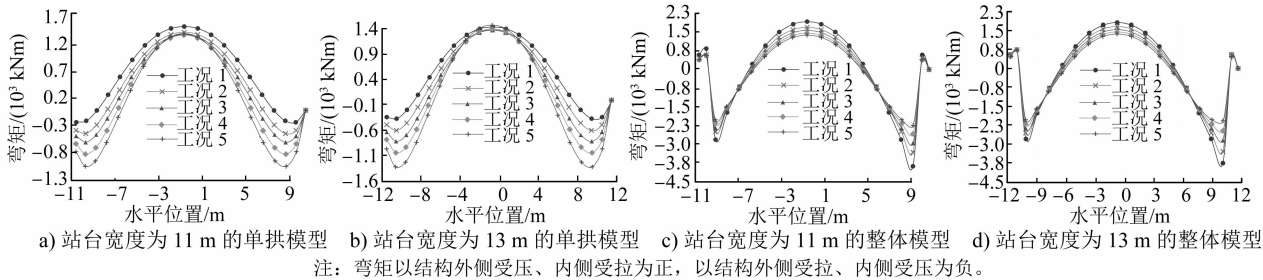 弯矩/(10³ kNm)
1.7
1.2
0.7
0.2
−0.3
−0.8
−1.3
工况 1
工况 2
工况 3
工况 4
工况 5
−11 −7 −3 1 5 9
水平位置/m
a) 站台宽度为 11 m 的单拱模型
弯矩/(10³ kNm)
1.4
0.9
0.4
−0.1
−0.6
−1.1
−1.6
工况 1
工况 2
工况 3
工况 4
工况 5
−12 −8 −4 0 4 8 12
水平位置/m
b) 站台宽度为 13 m 的单拱模型
弯矩/(10³ kNm)
2.3
1.5
0.8
0
−0.8
−1.5
−2.3
−3.0
−3.8
−4.5
工况 1
工况 2
工况 3
工况 4
工况 5
−11 −7 −3 1 5 9
水平位置/m
c) 站台宽度为 11 m 的整体模型
弯矩/(10³ kNm)
2.3
1.5
0.8
0
−0.8
−1.5
−2.3
−3.0
−3.8
−4.5
工况 1
工况 2
工况 3
工况 4
工况 5
−12 −9 −6 −3 0 3 6 9 12
水平位置/m
d) 站台宽度为 13 m 的整体模型
注：弯矩以结构外侧受压、内侧受拉为正，以结构外侧受拉、内侧受压为负。